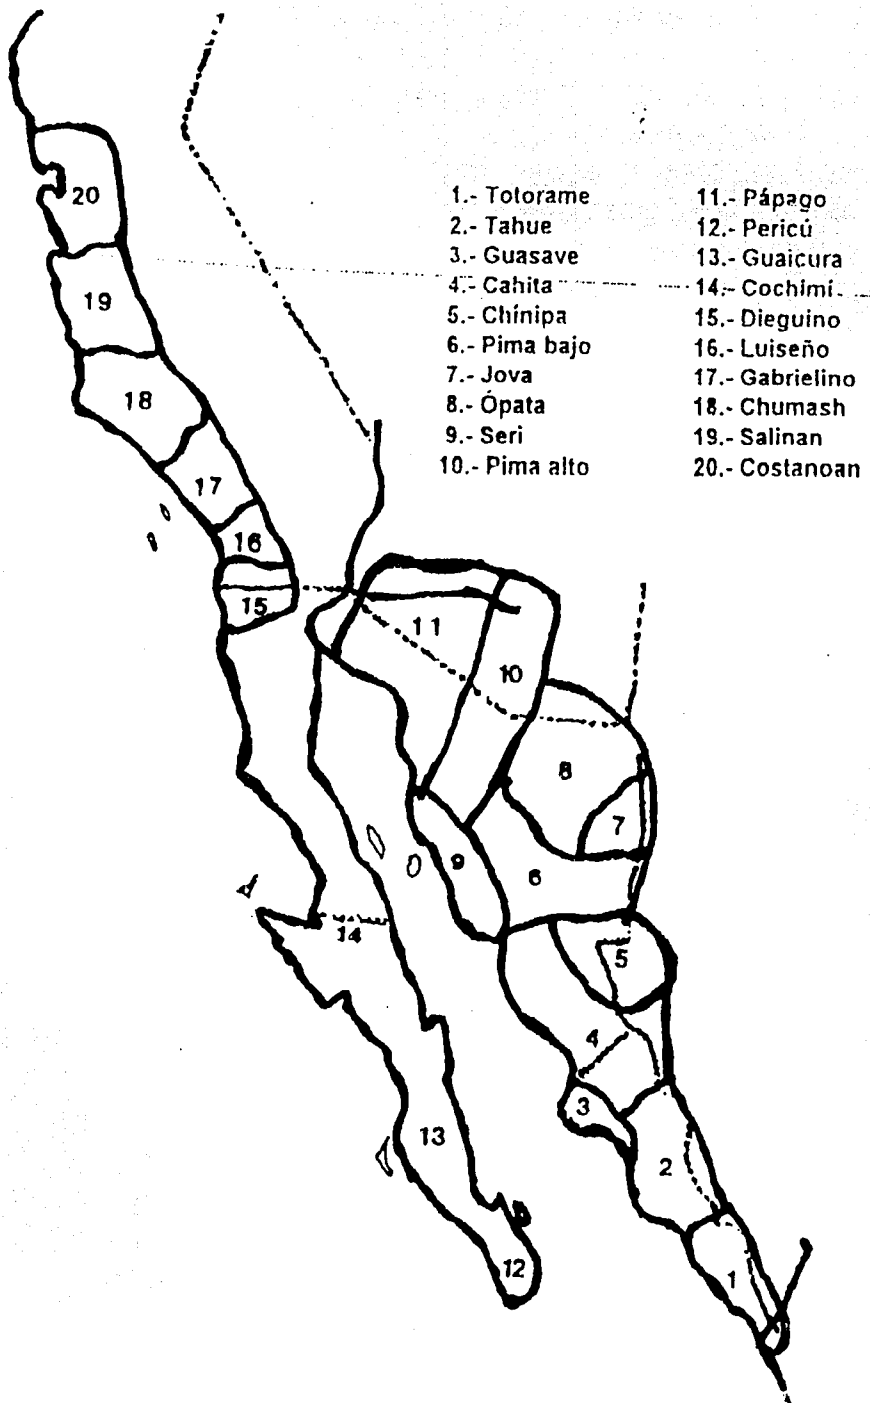 1.- Totorame
2.- Tahue
3.- Guasave
4.- Cahita
5.- Chínipa
6.- Pima bajo
7.- Jova
8.- Ópata
9.- Seri
10.- Pima alto
11.- Pápago
12.- Pericú
13.- Guaicura
14.- Cochimí
15.- Dieguino
16.- Luiseño
17.- Gabrielino
18.- Chumash
19.- Salinan
20.- Costanoan
20
19
18
17
16
15
11
10
8
7
9
6
14
5
4
3
13
2
12
1